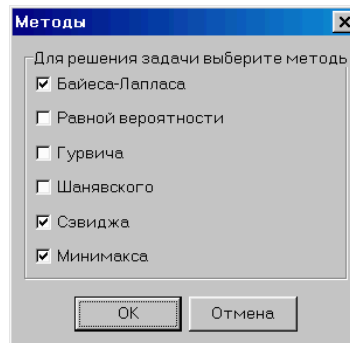 Методы
Для решения задачи выберите методы
Байеса-Лапласа
Равной вероятности
Гурвича
Шанявского
Сэвиджа
Минимакса
OK
Отмена